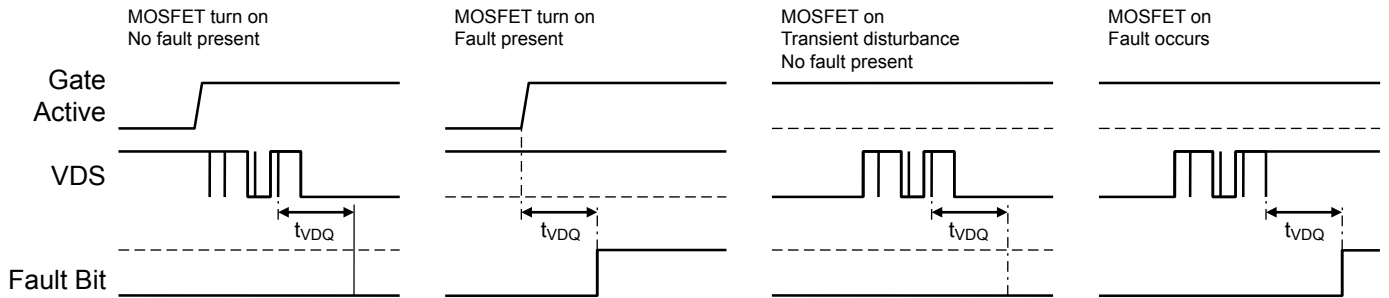 MOSFET turn on
No fault present
MOSFET turn on
Fault present
MOSFET on
Transient disturbance
No fault present
MOSFET on
Fault occurs
Gate
Active
VDS
tVDQ
tVDQ
tVDQ
tVDQ
Fault Bit